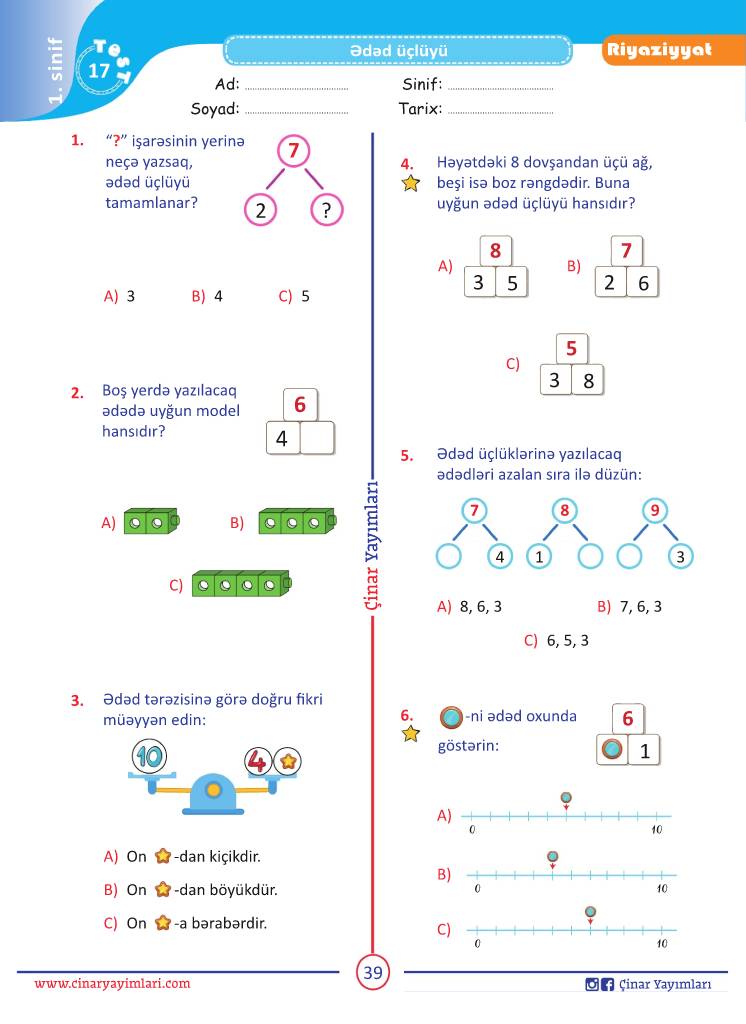 1. sinif
Test
17
Ədəd üçlüyü
Riyaziyyat
Ad: ..........................................
Sinif: ..........................................
Soyad: ..........................................
Tarix: ..........................................
1. “?” işarəsinin yerinə
neçə yazsaq,
ədəd üçlüyü
tamamlanar?
7
2 ?
A) 3 B) 4 C) 5
2. Boş yerdə yazılacaq
ədədə uyğun model
hansıdır?
6
4
A) B)
C)
3. Ədəd tərəzisinə görə doğru fikri
müəyyən edin:
10 4
A) On -dan kiçikdir.
B) On -dan böyükdür.
C) On -a bərabərdir.
Çinar Yayımları
4. Həyətdəki 8 dovşandan üçü ağ,
beşi isə boz rəngdədir. Buna
uyğun ədəd üçlüyü hansıdır?
A) 8
3 5
B) 7
2 6
C) 5
3 8
5. Ədəd üçlüklərinə yazılacaq
ədədləri azalan sıra ilə düzün:
7 8 9
4 1 3
A) 8, 6, 3 B) 7, 6, 3
C) 6, 5, 3
6. -ni ədəd oxunda
göstərin:
6
1
A)
0 10
B)
0 10
C)
0 10
www.cinaryayimlari.com
39
Çinar Yayımları